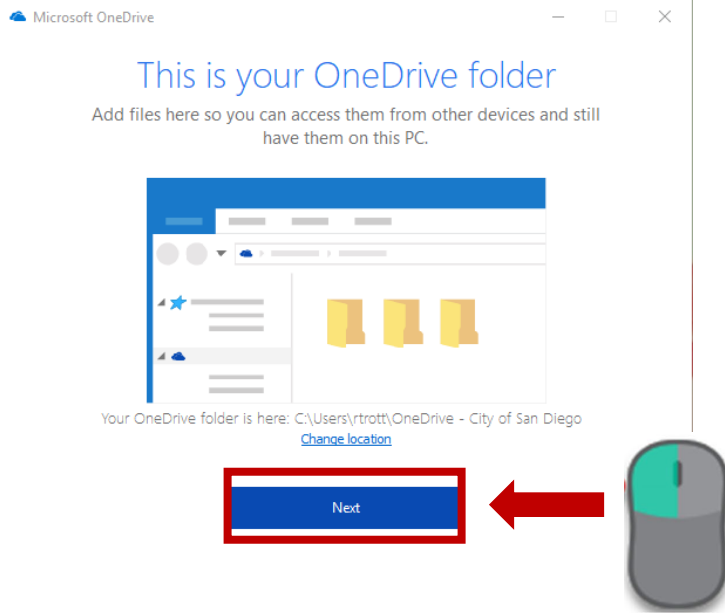 Microsoft OneDrive
This is your OneDrive folder
Add files here so you can access them from other devices and still
have them on this PC.
Your OneDrive folder is here: C:\Users\rtrott\OneDrive - City of San Diego
Change location
Next